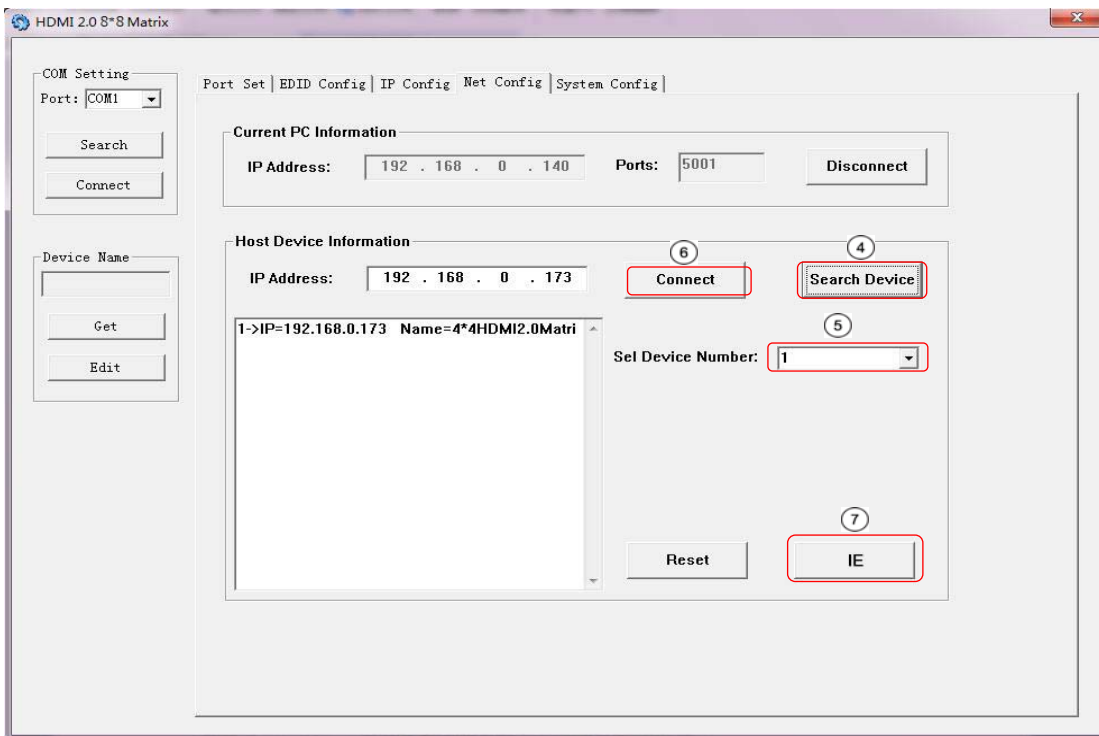 HDMI 2.0 8*8 Matrix
COM Setting
Port: COM1
Search
Connect
Device Name
Get
Edit
Port Set EDID Config IP Config Net Config System Config
Current PC Information
IP Address: 192 . 168 . 0 . 140 Ports: 5001 Disconnect
Host Device Information
6 4
IP Address: 192 . 168 . 0 . 173 Connect Search Device
1->IP=192.168.0.173 Name=4*4HDMI2.0Matri
5
Sel Device Number: 1
7
Reset IE